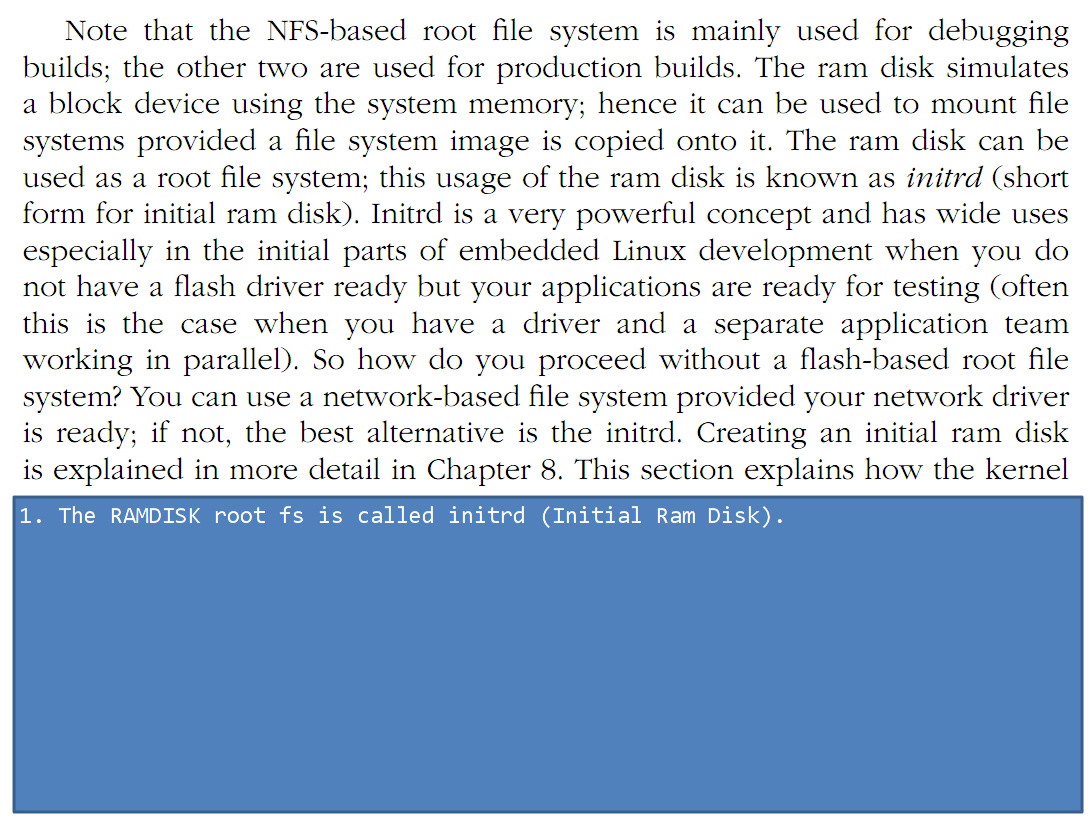 Note that the NFS-based root file system is mainly used for debugging
builds; the other two are used for production builds. The ram disk simulates
a block device using the system memory; hence it can be used to mount file
systems provided a file system image is copied onto it. The ram disk can be
used as a root file system; this usage of the ram disk is known as initrd (short
form for initial ram disk). Initrd is a very powerful concept and has wide uses
especially in the initial parts of embedded Linux development when you do
not have a flash driver ready but your applications are ready for testing (often
this is the case when you have a driver and a separate application team
working in parallel). So how do you proceed without a flash-based root file
system? You can use a network-based file system provided your network driver
is ready; if not, the best alternative is the initrd. Creating an initial ram disk
is explained in more detail in Chapter 8. This section explains how the kernel
1. The RAMDISK root fs is called initrd (Initial Ram Disk).